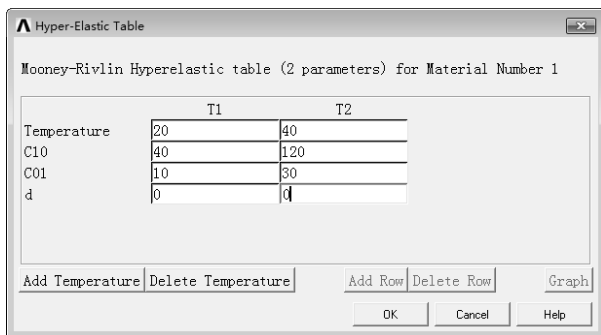 Hyper-Elastic Table
Mooney-Rivlin Hyperelastic table (2 parameters) for Material Number 1
T1 T2
Temperature 20 40
C10 40 120
C01 10 30
d 0 0
Add Temperature Delete Temperature Add Row Delete Row Graph
OK Cancel Help